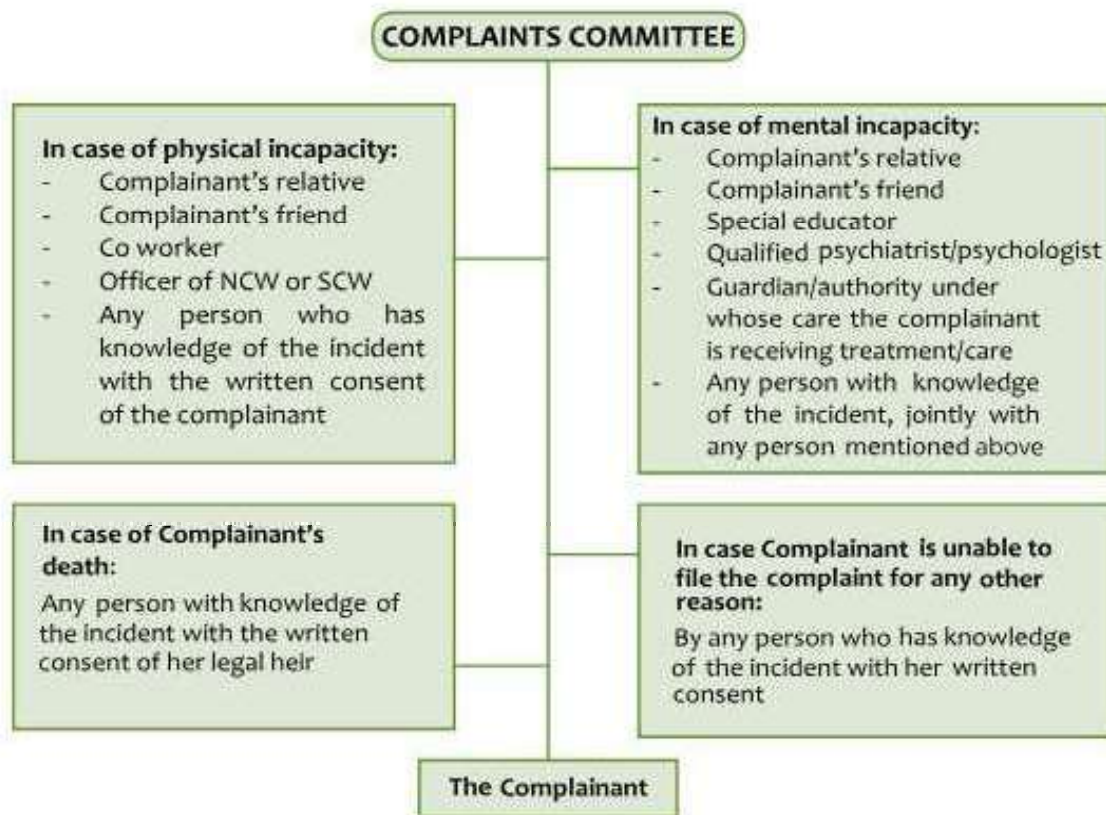 COMPLAINTS COMMITTEE
In case of physical incapacity:
- Complainant's relative
- Complainant's friend
- Co worker
- Officer of NCW or SCW
- Any person who has
knowledge of the incident
with the written consent
of the complainant
In case of mental incapacity:
- Complainant's relative
- Complainant's friend
- Special educator
- Qualified psychiatrist/psychologist
- Guardian/authority under
whose care the complainant
is receiving treatment/care
- Any person with knowledge
of the incident, jointly with
any person mentioned above
In case of Complainant's
death:
Any person with knowledge of
the incident with the written
consent of her legal heir
In case Complainant is unable to
file the complaint for any other
reason:
By any person who has knowledge
of the incident with her written
consent
The Complainant